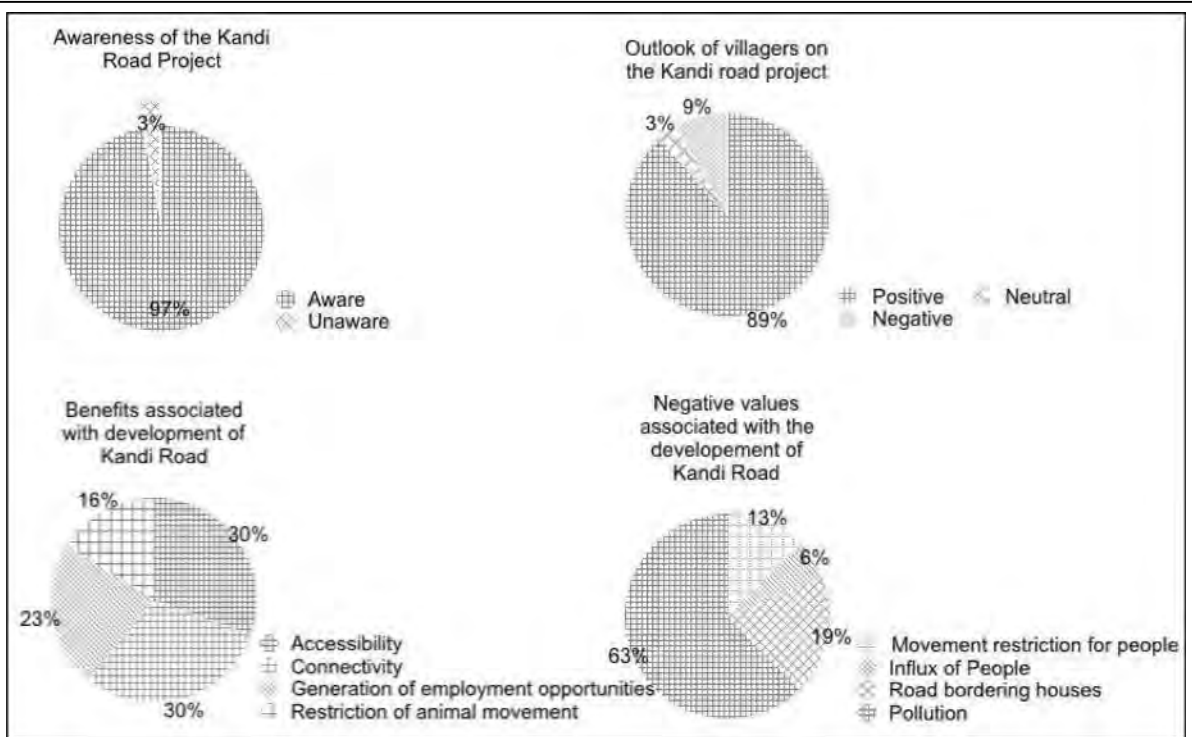 Awareness of the Kandi
Road Project
3%
97%
Aware
Unaware
Outlook of villagers on
the Kandi road project
9%
3%
89%
Positive
Neutral
Negative
Benefits associated
with development of
Kandi Road
16%
30%
23%
30%
Accessibility
Connectivity
Generation of employment opportunities
Restriction of animal movement
Negative values
associated with the
developement of
Kandi Road
13%
6%
19%
63%
Movement restriction for people
Influx of People
Road bordering houses
Pollution